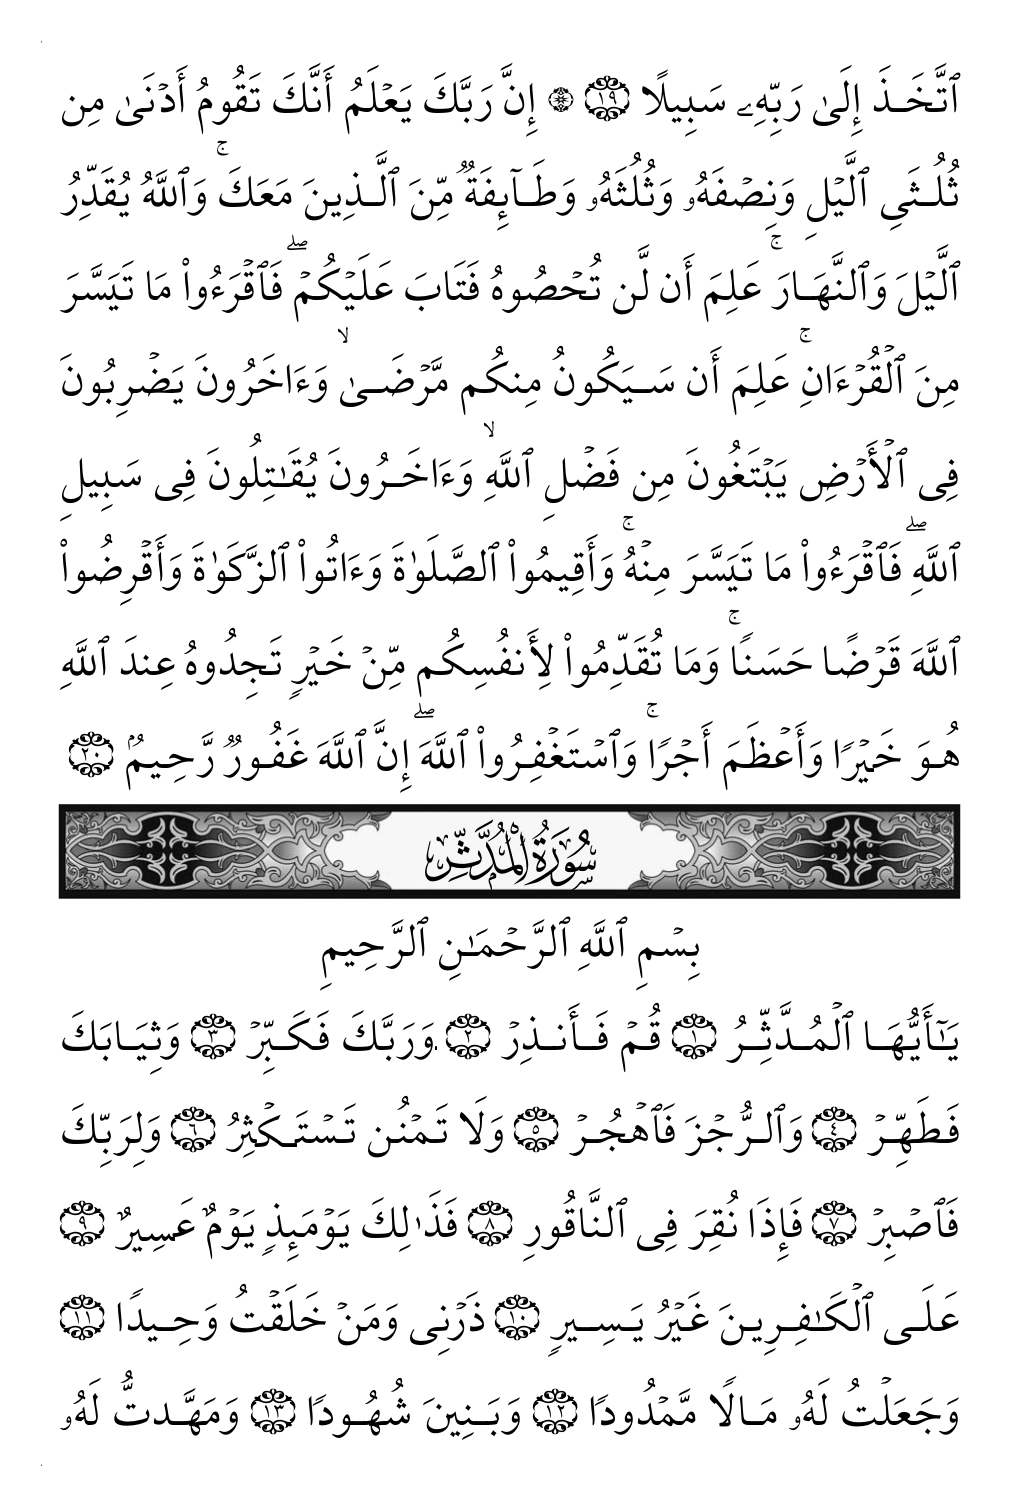 ٱتَّخَذَ إِلَىٰ رَبِّهِۦ سَبِيلًا ١٩ ۞ إِنَّ رَبَّكَ يَعۡلَمُ أَنَّكَ تَقُومُ أَدۡنَىٰ مِن
ثُلُثَيِ ٱلَّيۡلِ وَنِصۡفَهُۥ وَثُلُثَهُۥ وَطَآئِفَةٞ مِّنَ ٱلَّذِينَ مَعَكَۚ وَٱللَّهُ يُقَدِّرُ
ٱلَّيۡلَ وَٱلنَّهَارَۚ عَلِمَ أَن لَّن تُحۡصُوهُ فَتَابَ عَلَيۡكُمۡۖ فَٱقۡرَءُواْ مَا تَيَسَّرَ
مِنَ ٱلۡقُرۡءَانِۚ عَلِمَ أَن سَيَكُونُ مِنكُم مَّرۡضَىٰ ۙ وَءَاخَرُونَ يَضۡرِبُونَ
فِي ٱلۡأَرۡضِ يَبۡتَغُونَ مِن فَضۡلِ ٱللَّهِ ۙ وَءَاخَرُونَ يُقَٰتِلُونَ فِي سَبِيلِ
ٱللَّهِۖ فَٱقۡرَءُواْ مَا تَيَسَّرَ مِنۡهُۚ وَأَقِيمُواْ ٱلصَّلَوٰةَ وَءَاتُواْ ٱلزَّكَوٰةَ وَأَقۡرِضُواْ
ٱللَّهَ قَرۡضًا حَسَنٗاۚ وَمَا تُقَدِّمُواْ لِأَنفُسِكُم مِّنۡ خَيۡرٖ تَجِدُوهُ عِندَ ٱللَّهِ
هُوَ خَيۡرٗا وَأَعۡظَمَ أَجۡرٗاۚ وَٱسۡتَغۡفِرُواْ ٱللَّهَۖ إِنَّ ٱللَّهَ غَفُورٞ رَّحِيمُۢ ٢٠
سُورَةُ الْمُدَّثِّرِ
بِسۡمِ ٱللَّهِ ٱلرَّحۡمَٰنِ ٱلرَّحِيمِ
يَٰٓأَيُّهَا ٱلۡمُدَّثِّرُ ١ قُمۡ فَأَنذِرۡ ٢ وَرَبَّكَ فَكَبِّرۡ ٣ وَثِيَابَكَ
فَطَهِّرۡ ٤ وَٱلرُّجۡزَ فَٱهۡجُرۡ ٥ وَلَا تَمۡنُن تَسۡتَكۡثِرُ ٦ وَلِرَبِّكَ
فَٱصۡبِرۡ ٧ فَإِذَا نُقِرَ فِي ٱلنَّاقُورِ ٨ فَذَٰلِكَ يَوۡمَئِذٖ يَوۡمٌ عَسِيرٌ ٩
عَلَى ٱلۡكَٰفِرِينَ غَيۡرُ يَسِيرٖ ١٠ ذَرۡنِي وَمَنۡ خَلَقۡتُ وَحِيدٗا ١١
وَجَعَلۡتُ لَهُۥ مَالٗا مَّمۡدُودٗا ١٢ وَبَنِينَ شُهُودٗا ١٣ وَمَهَّدتُّ لَهُۥ